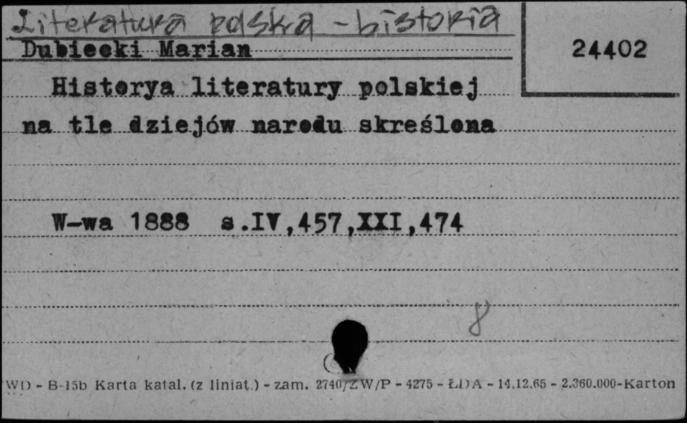 Literatura polska - historia
Dubiecki Marian
24402
Historya literatury polskiej
na tle dziejów narodu skreślona
W-wa 1888 s.IV,457,XXI,474
8
WD - B-15b Karta katal. (z liniat.) - zam. 2740/ZW/P - 4275 - ŁDA - 14.12.65 - 2.360.000-Karton